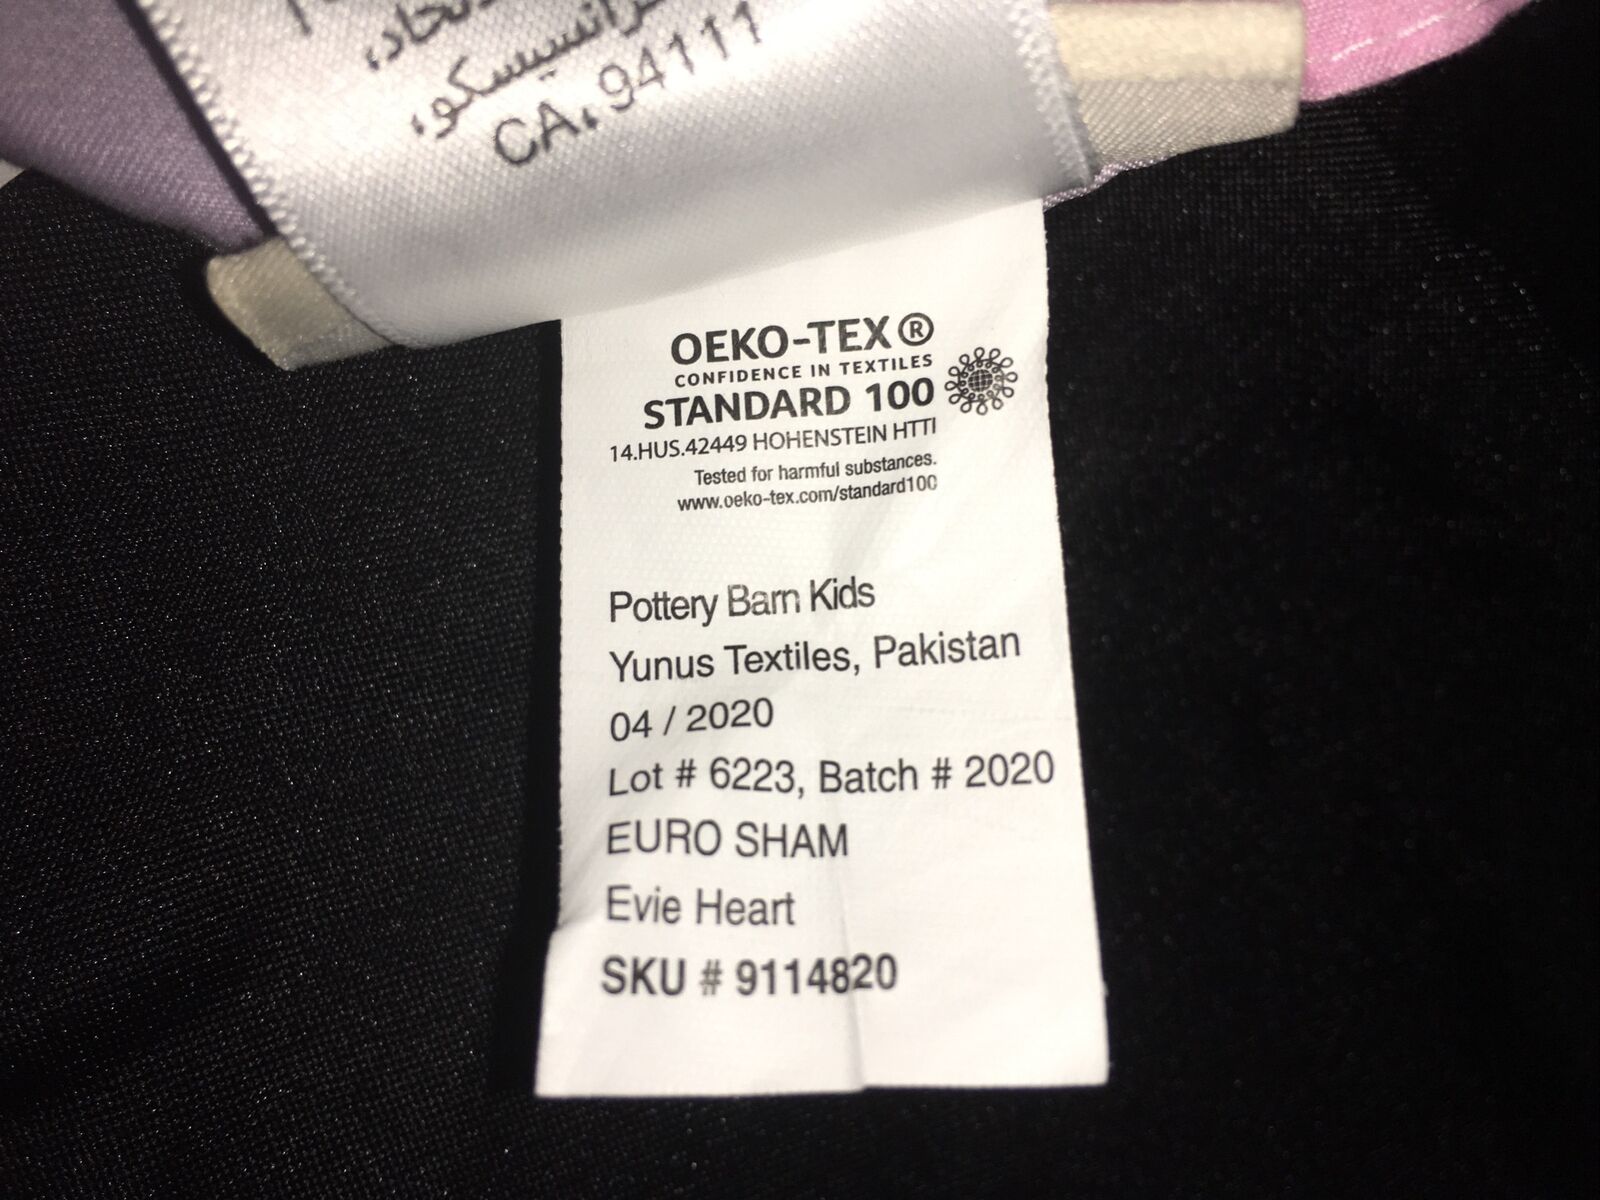 الاتحاد،
فرانسيسكو،
CA، 94111
OEKO-TEX®
CONFIDENCE IN TEXTILES
STANDARD 100
14.HUS.42449 HOHENSTEIN HTTI
Tested for harmful substances.
www.oeko-tex.com/standard100
Pottery Barn Kids
Yunus Textiles, Pakistan
04 / 2020
Lot # 6223, Batch # 2020
EURO SHAM
Evie Heart
SKU # 9114820